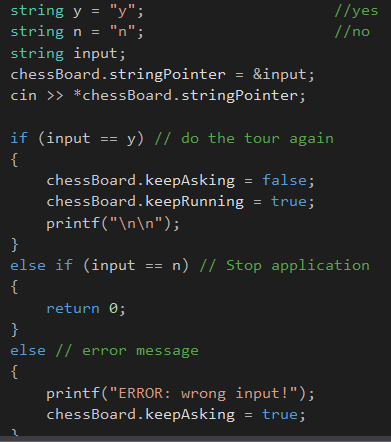 string y = "y"; //yes
string n = "n"; //no
string input;
chessBoard.stringPointer = &input;
cin >> *chessBoard.stringPointer;
if (input == y) // do the tour again
{
chessBoard.keepAsking = false;
chessBoard.keepRunning = true;
printf("\n\n");
}
else if (input == n) // Stop application
{
return 0;
}
else // error message
{
printf("ERROR: wrong input!");
chessBoard.keepAsking = true;
}